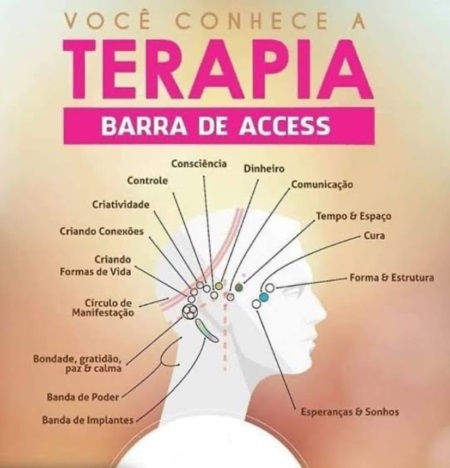 VOCÊ CONHECE A
TERAPIA
BARRA DE ACCESS
Consciência
Dinheiro
Controle
Comunicação
Criatividade
Tempo & Espaço
Criando Conexões
Cura
Criando
Formas de Vida
Forma & Estrutura
Círculo de
Manifestação
Bondade, gratidão,
paz & calma
Banda de Poder
Esperanças & Sonhos
Banda de Implantes